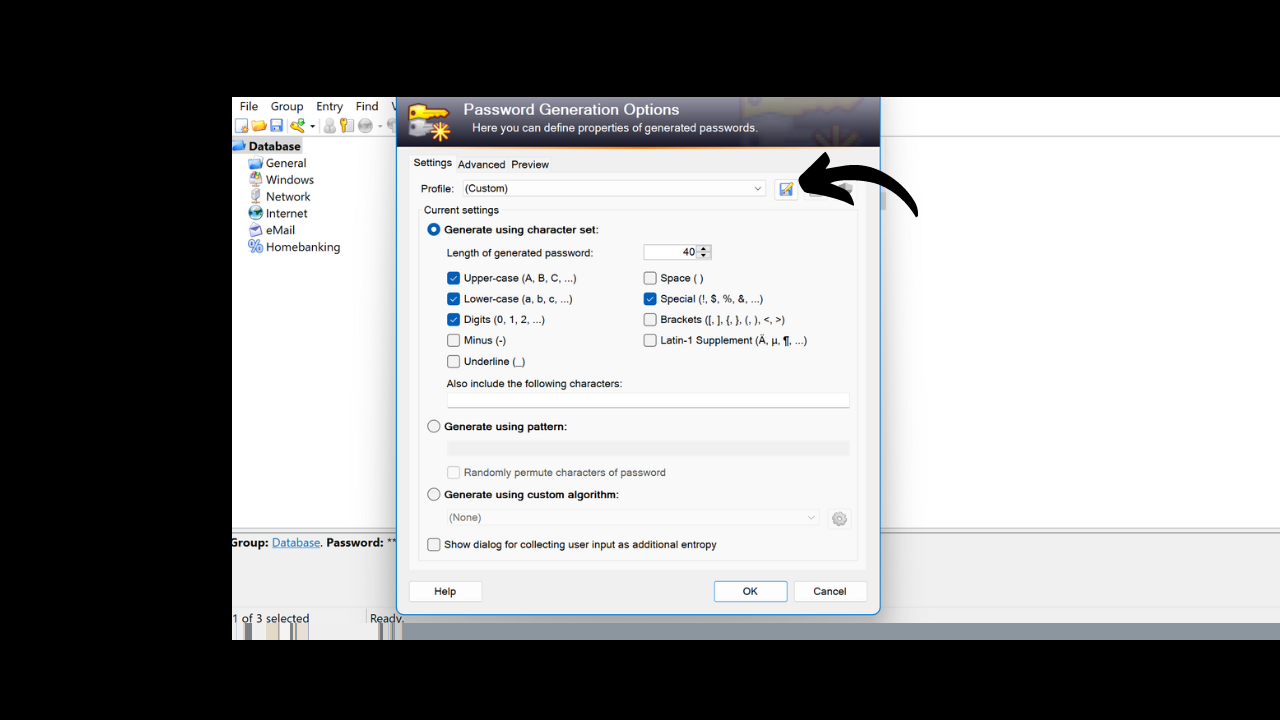 Password Generation Options
Here you can define properties of generated passwords.
File Group Entry Find
Database
General
Windows
Network
Internet
eMail
Homebanking
Settings Advanced Preview
Profile: (Custom)
Current settings
Generate using character set:
Length of generated password: 40
Upper-case (A, B, C, ...) Space ( )
Lower-case (a, b, c, ...) Special (!, $, %, &, ...)
Digits (0, 1, 2, ...) Brackets ([, ], {, }, (, ), <, >)
Minus (-) Latin-1 Supplement (Ä, µ, ¶, ...)
Underline (_)
Also include the following characters:
Generate using pattern:
Randomly permute characters of password
Generate using custom algorithm:
(None)
Show dialog for collecting user input as additional entropy
Help OK Cancel
Group: Database. Password: **
1 of 3 selected Ready.